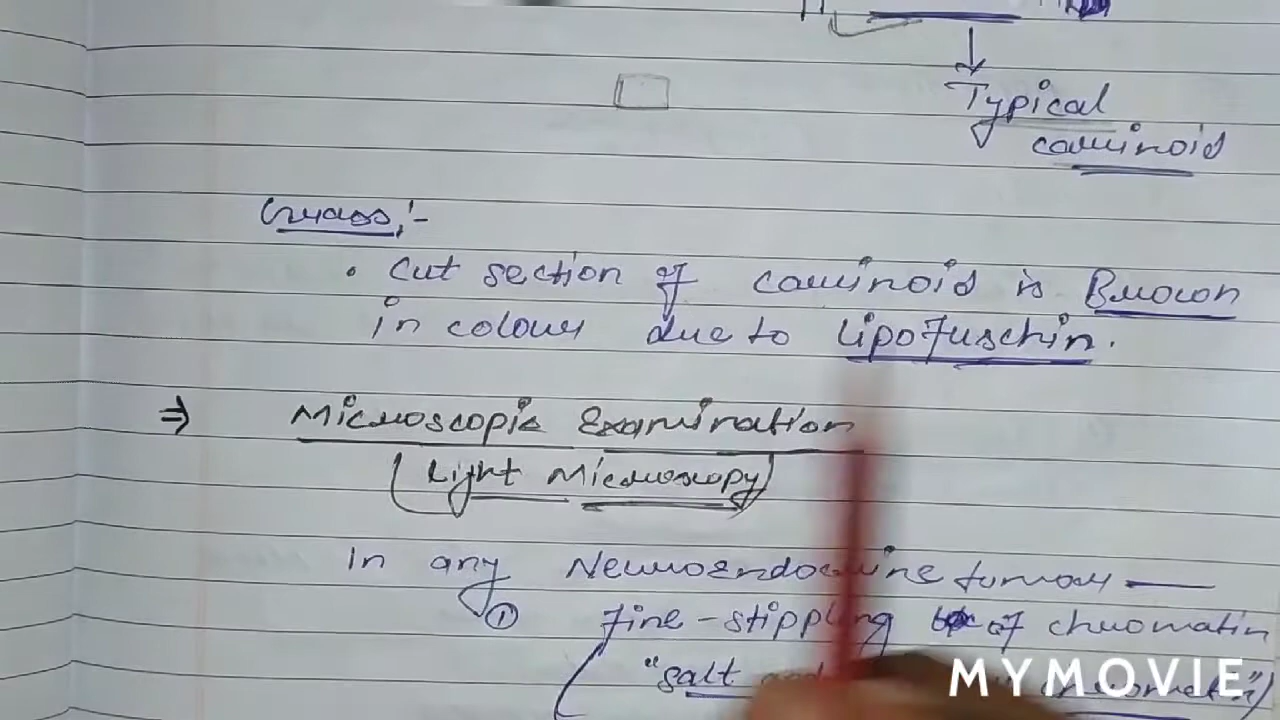 Typical
carcinoid
Gross:-
• Cut section of carcinoid is Brown
in colour due to lipofuschin.
⇒ Microscopic Examination
(Light Microscopy)
In any Neuroendocrine tumour —
① fine-stippling of chromatin
"salt chromatin")
MYMOVIE